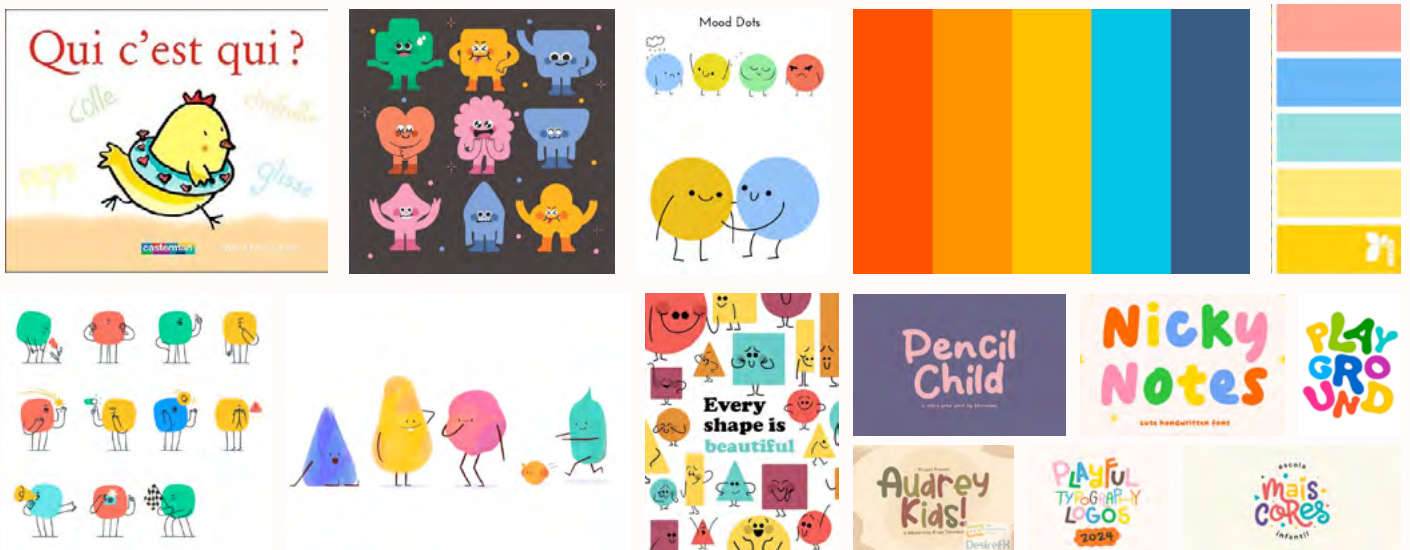 Qui c'est qui ?
colle
glisse
casterman
Mood Dots
Every
shape is
beautiful
Pencil
Child
Nicky
Notes
cute handwritten font
PLAY
GRO
UND
Audrey
Kids!
PLAYFUL
TYPOGRAPHY
LOGOS
2024
escola
mais
cores
infantil